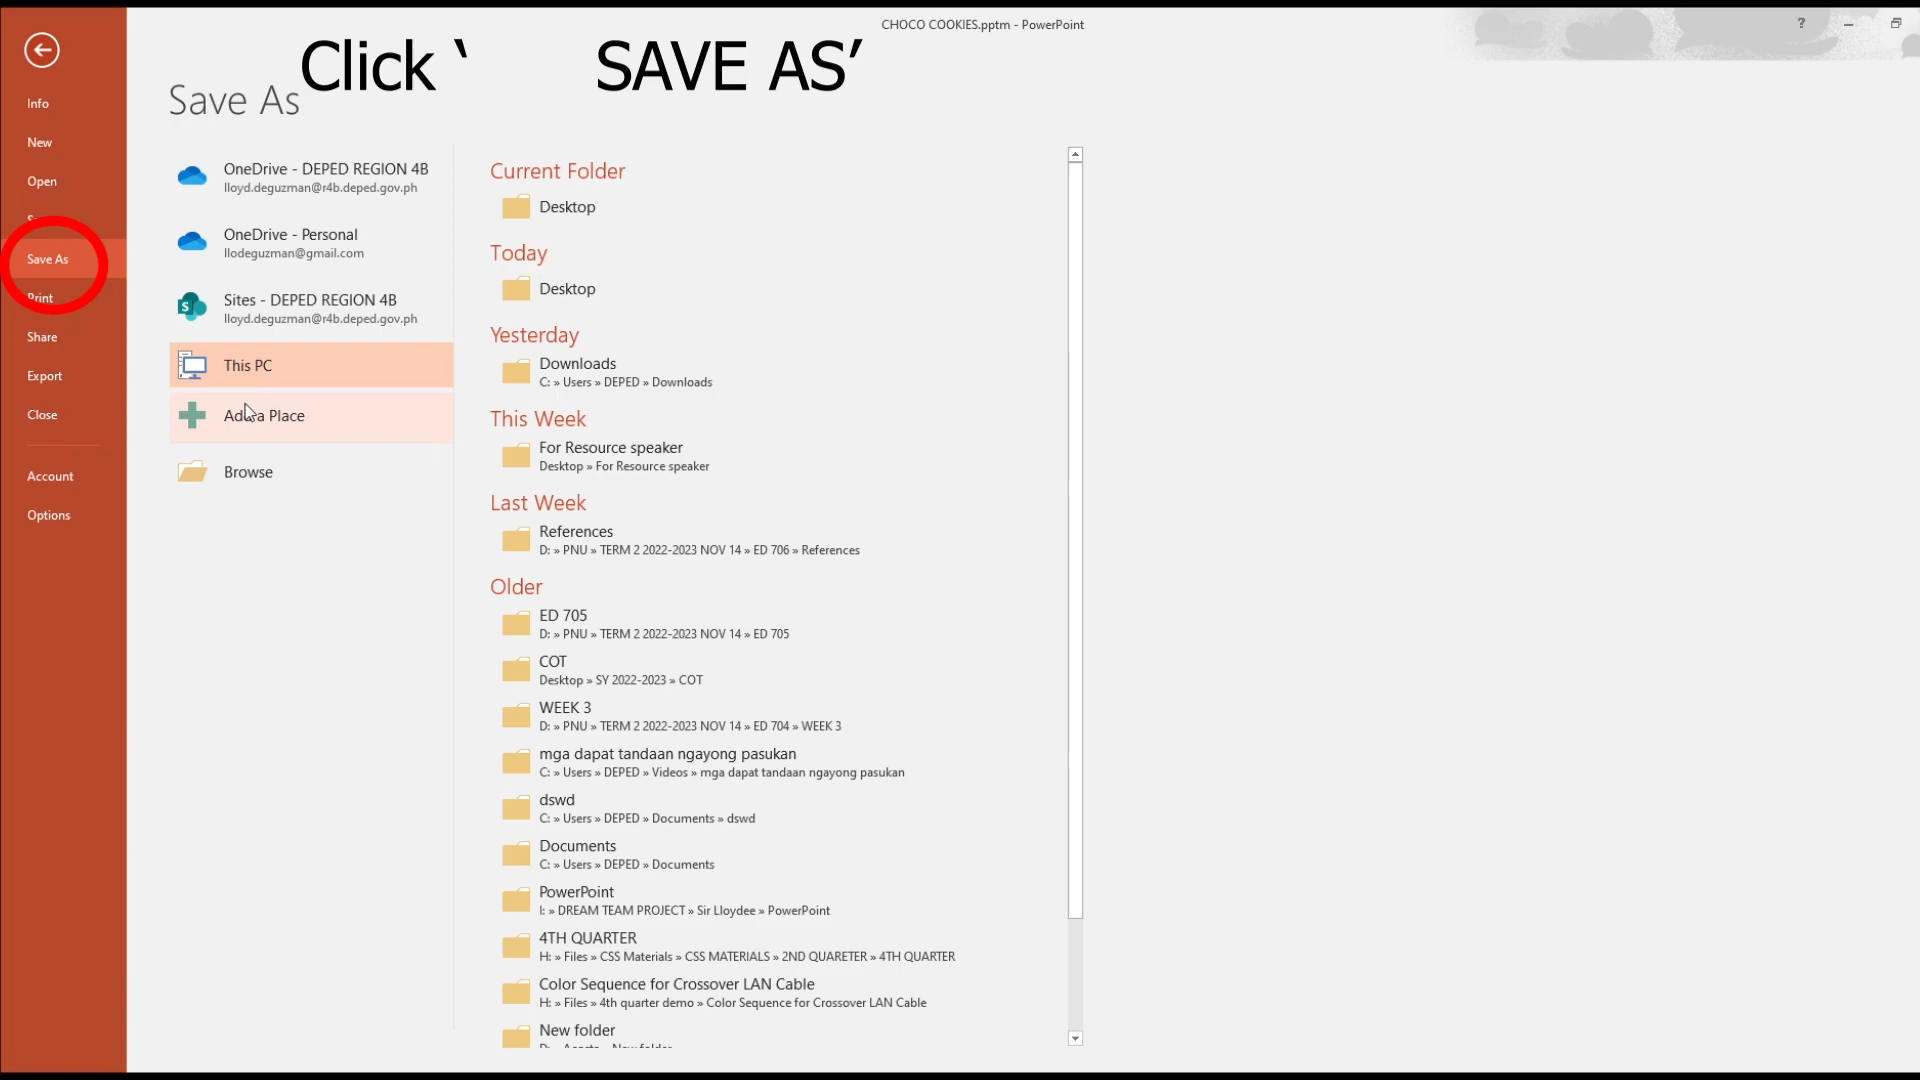 CHOCO COOKIES.pptm - PowerPoint
?
Click ‘ SAVE AS’
Save As
Info
New
Open
Save As
Print
Share
Export
Close
Account
Options
OneDrive - DEPED REGION 4B
lloyd.deguzman@r4b.deped.gov.ph
OneDrive - Personal
llodeguzman@gmail.com
Sites - DEPED REGION 4B
lloyd.deguzman@r4b.deped.gov.ph
This PC
Add a Place
Browse
Current Folder
Desktop
Today
Desktop
Yesterday
Downloads
C: » Users » DEPED » Downloads
This Week
For Resource speaker
Desktop » For Resource speaker
Last Week
References
D: » PNU » TERM 2 2022-2023 NOV 14 » ED 706 » References
Older
ED 705
D: » PNU » TERM 2 2022-2023 NOV 14 » ED 705
COT
Desktop » SY 2022-2023 » COT
WEEK 3
D: » PNU » TERM 2 2022-2023 NOV 14 » ED 704 » WEEK 3
mga dapat tandaan ngayong pasukan
C: » Users » DEPED » Videos » mga dapat tandaan ngayong pasukan
dswd
C: » Users » DEPED » Documents » dswd
Documents
C: » Users » DEPED » Documents
PowerPoint
I: » DREAM TEAM PROJECT » Sir Lloydee » PowerPoint
4TH QUARTER
H: » Files » CSS Materials » CSS MATERIALS » 2ND QUARETER » 4TH QUARTER
Color Sequence for Crossover LAN Cable
H: » Files » 4th quarter demo » Color Sequence for Crossover LAN Cable
New folder